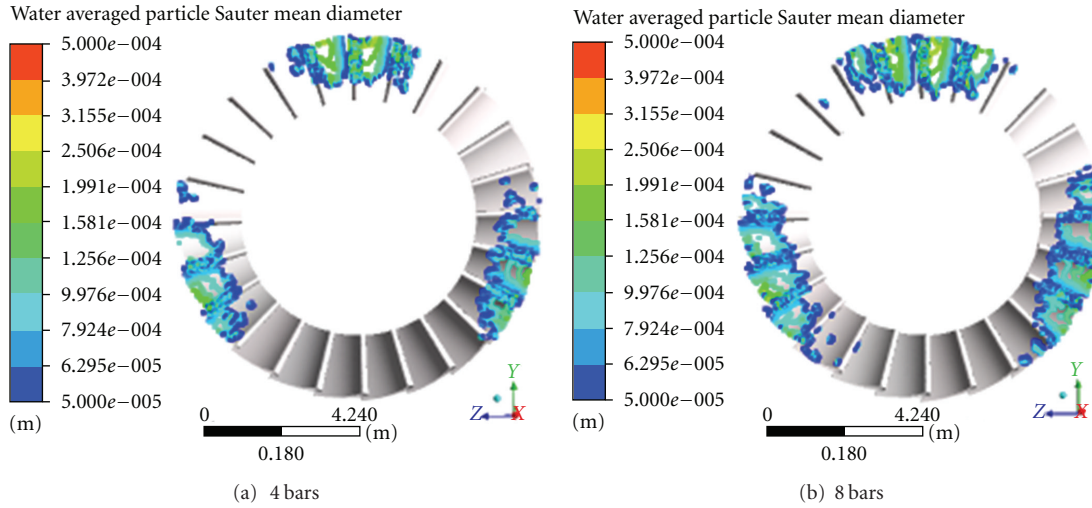 Water averaged particle Sauter mean diameter
5.000e−004
3.972e−004
3.155e−004
2.506e−004
1.991e−004
1.581e−004
1.256e−004
9.976e−004
7.924e−004
6.295e−005
5.000e−005
(m)
0
4.240
(m)
0.180
Y
Z
X
(a) 4 bars
Water averaged particle Sauter mean diameter
5.000e−004
3.972e−004
3.155e−004
2.506e−004
1.991e−004
1.581e−004
1.256e−004
9.976e−004
7.924e−004
6.295e−005
5.000e−005
(m)
0
4.240
(m)
0.180
Y
Z
X
(b) 8 bars